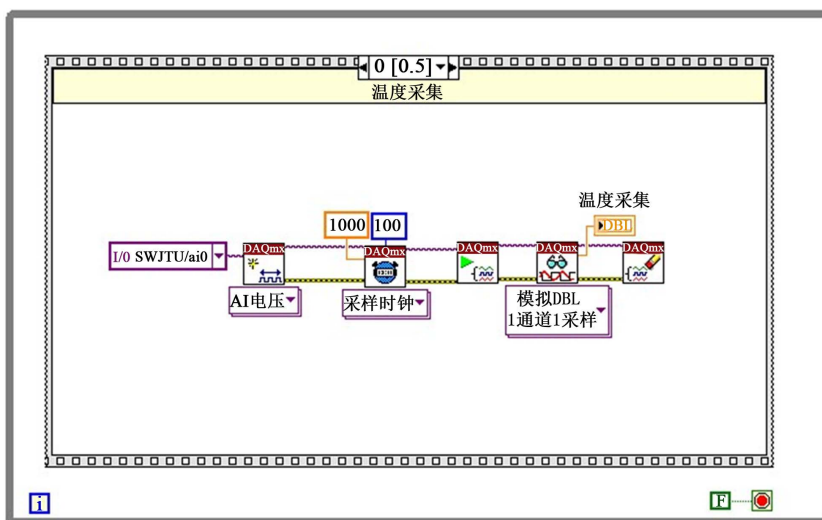 0 [0.5]
温度采集
温度采集
1000
100
DBL
I/0 SWJTU/ai0
DAQmx
DAQmx
DAQmx
DAQmx
DAQmx
AI电压
采样时钟
模拟DBL
1通道1采样
i
F